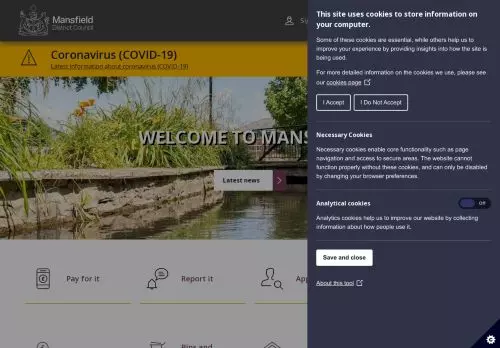 Mansfield
District Council
Coronavirus (COVID-19)
Latest information about coronavirus (COVID-19)
WELCOME TO MANS
Latest news
Pay for it
Report it
This site uses cookies to store information on
your computer.
Some of these cookies are essential, while others help us to
improve your experience by providing insights into how the site is
being used.
For more detailed information on the cookies we use, please see
our cookies page
I Accept
I Do Not Accept
Necessary Cookies
Necessary cookies enable core functionality such as page
navigation and access to secure areas. The website cannot
function properly without these cookies, and can only be disabled
by changing your browser preferences.
Analytical cookies
Off
Analytics cookies help us to improve our website by collecting
information about how people use it.
Save and close
About this tool